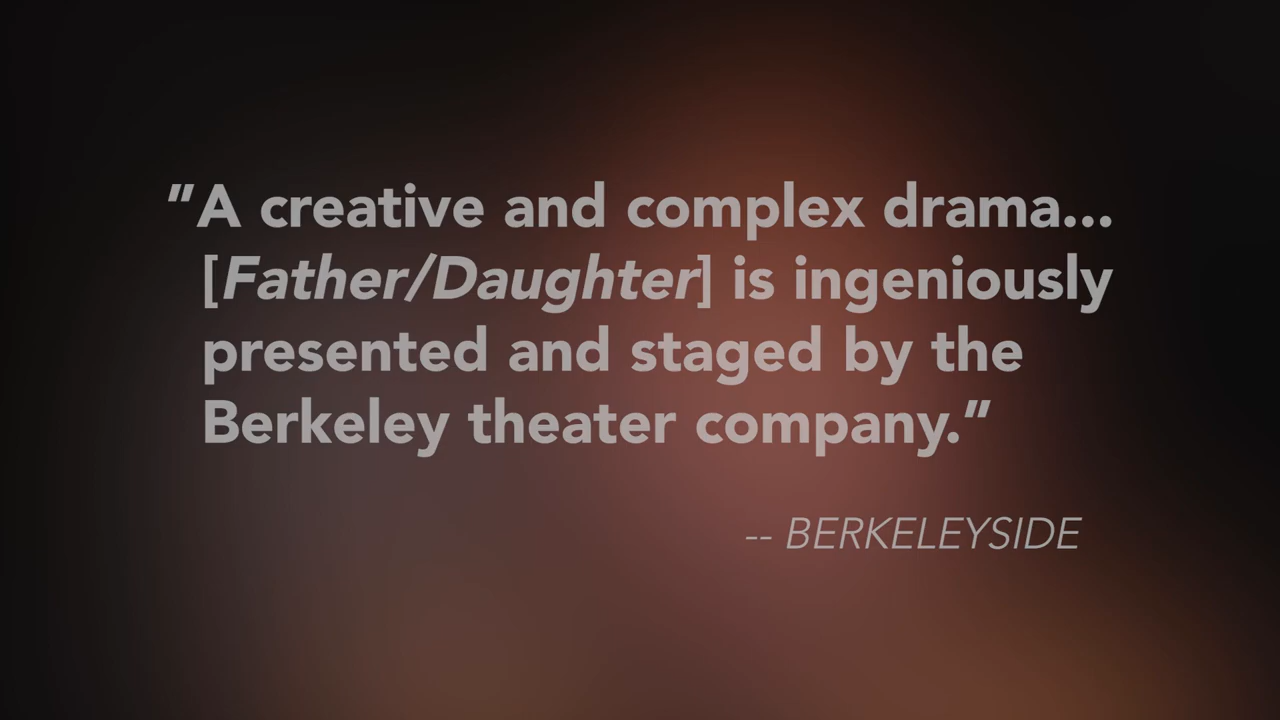 "A creative and complex drama...
[Father/Daughter] is ingeniously
presented and staged by the
Berkeley theater company."
-- BERKELEYSIDE